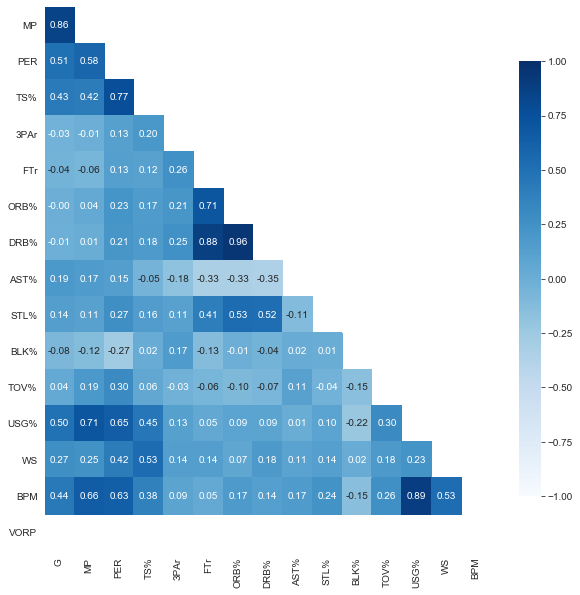 MP 0.86
PER 0.51 0.58
TS% 0.43 0.42 0.77
3PAr -0.03 -0.01 0.13 0.20
FTr -0.04 -0.06 0.13 0.12 0.26
ORB% -0.00 0.04 0.23 0.17 0.21 0.71
DRB% -0.01 0.01 0.21 0.18 0.25 0.88 0.96
AST% 0.19 0.17 0.15 -0.05 -0.18 -0.33 -0.33 -0.35
STL% 0.14 0.11 0.27 0.16 0.11 0.41 0.53 0.52 -0.11
BLK% -0.08 -0.12 -0.27 0.02 0.17 -0.13 -0.01 -0.04 0.02 0.01
TOV% 0.04 0.19 0.30 0.06 -0.03 -0.06 -0.10 -0.07 0.11 -0.04 -0.15
USG% 0.50 0.71 0.65 0.45 0.13 0.05 0.09 0.09 0.01 0.10 -0.22 0.30
WS 0.27 0.25 0.42 0.53 0.14 0.14 0.07 0.18 0.11 0.14 0.02 0.18 0.23
BPM 0.44 0.66 0.63 0.38 0.09 0.05 0.17 0.14 0.17 0.24 -0.15 0.26 0.89 0.53
VORP
G MP PER TS% 3PAr FTr ORB% DRB% AST% STL% BLK% TOV% USG% WS BPM
1.00
0.75
0.50
0.25
0.00
−0.25
−0.50
−0.75
−1.00